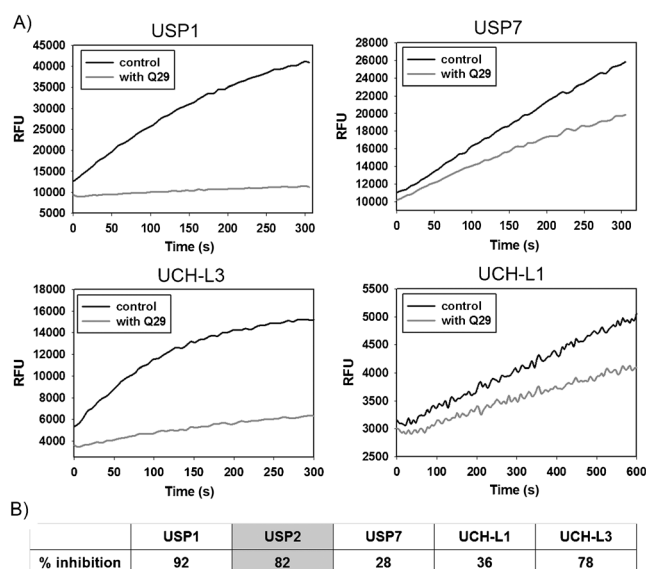 A)
USP1
RFU
45000
40000
35000
30000
25000
20000
15000
10000
5000
control
with Q29
0 50 100 150 200 250 300
Time (s)
USP7
RFU
28000
26000
24000
22000
20000
18000
16000
14000
12000
10000
control
with Q29
0 50 100 150 200 250 300
Time (s)
UCH-L3
RFU
18000
16000
14000
12000
10000
8000
6000
4000
control
with Q29
0 50 100 150 200 250 300
Time (s)
UCH-L1
RFU
5500
5000
4500
4000
3500
3000
2500
control
with Q29
0 100 200 300 400 500 600
Time (s)
B)
USP1 USP2 USP7 UCH-L1 UCH-L3
% inhibition 92 82 28 36 78